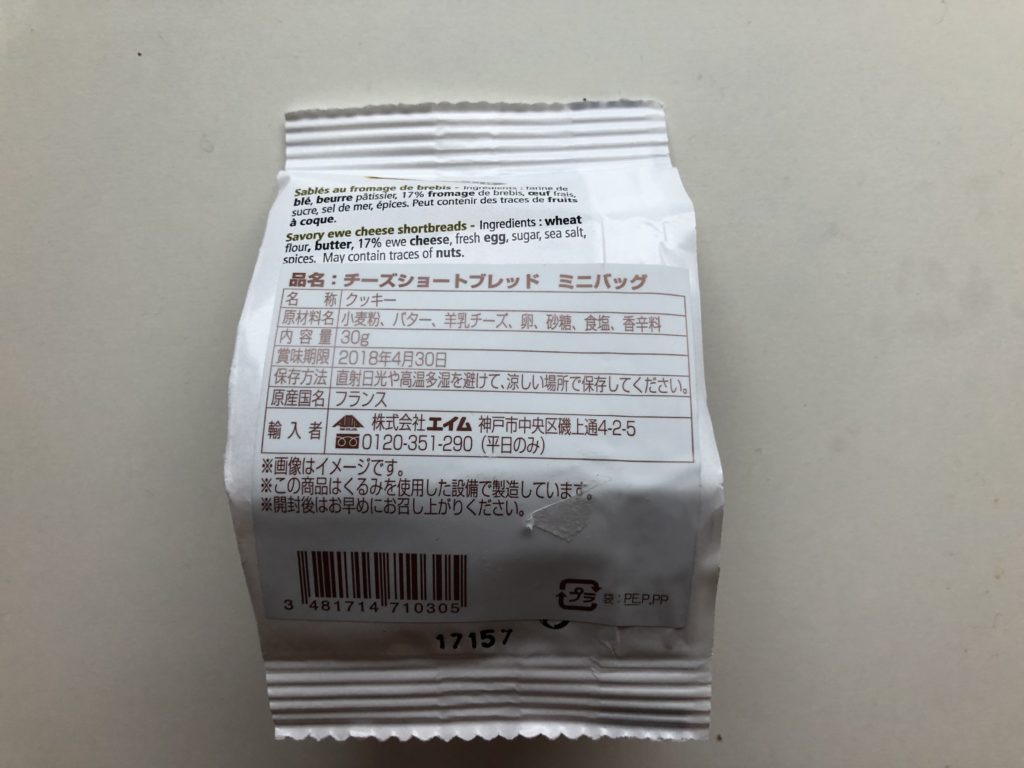 Sablés au fromage de brebis - Ingrédients : farine de
blé, beurre pâtissier, 17% fromage de brebis, œuf frais,
sucre, sel de mer, épices. Peut contenir des traces de fruits
à coque.
Savory ewe cheese shortbreads - Ingredients : wheat
flour, butter, 17% ewe cheese, fresh egg, sugar, sea salt,
spices. May contain traces of nuts.
品名：チーズショートブレッド ミニバッグ
名 称 クッキー
原材料名 小麦粉、バター、羊乳チーズ、卵、砂糖、食塩、香辛料
内容量 30g
賞味期限 2018年4月30日
保存方法 直射日光や高温多湿を避けて、涼しい場所で保存してください。
原産国名 フランス
輸入者 株式会社エイム 神戸市中央区磯上通4-2-5
0120-351-290 (平日のみ)
※画像はイメージです。
※この商品はくるみを使用した設備で製造しています。
※開封後はお早めにお召し上がりください。
3 481714 710305
プラ 袋：PE,P,PP
17157